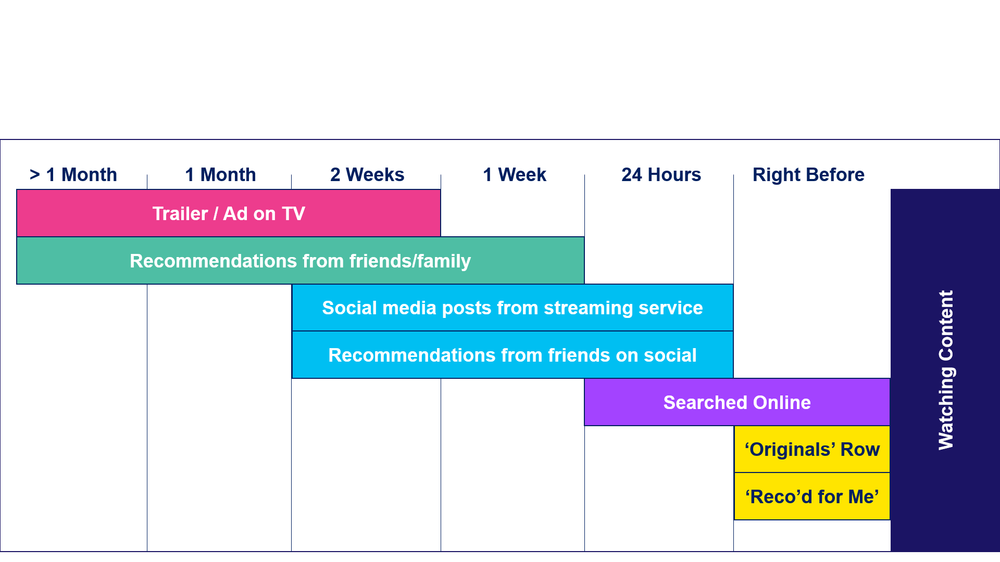 > 1 Month
1 Month
2 Weeks
1 Week
24 Hours
Right Before
Trailer / Ad on TV
Recommendations from friends/family
Social media posts from streaming service
Recommendations from friends on social
Searched Online
‘Originals’ Row
‘Reco’d for Me’
Watching Content